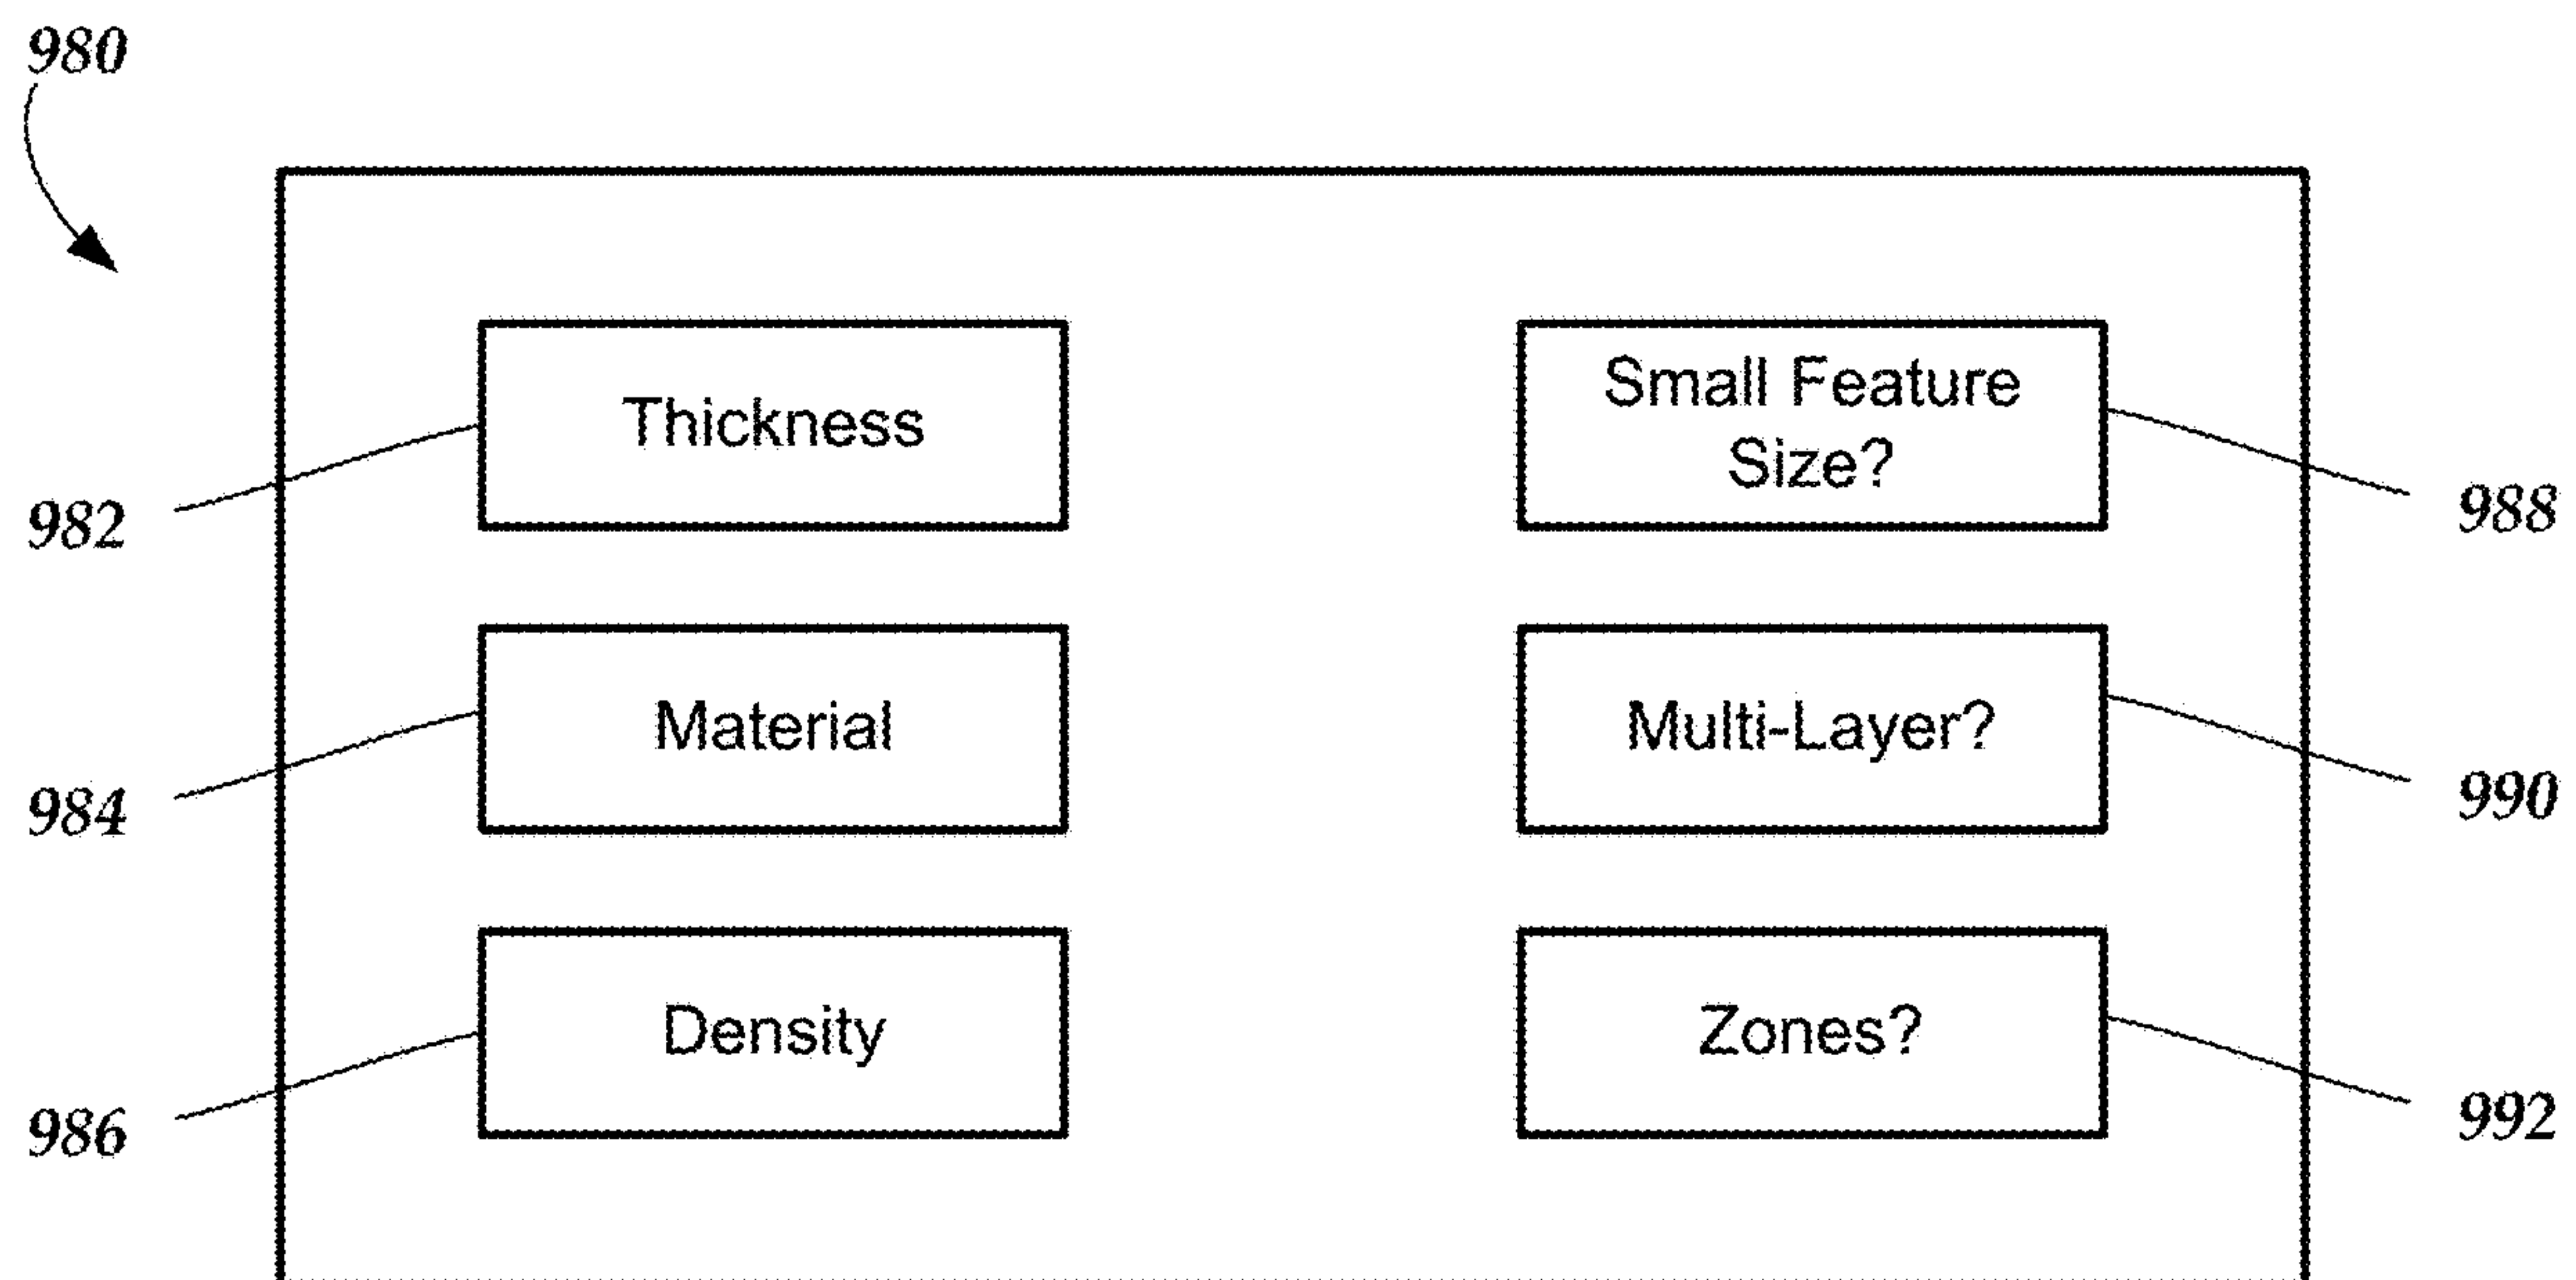 980
Thickness
982
Small Feature
Size?
988
Material
984
Multi-Layer?
990
Density
986
Zones?
992